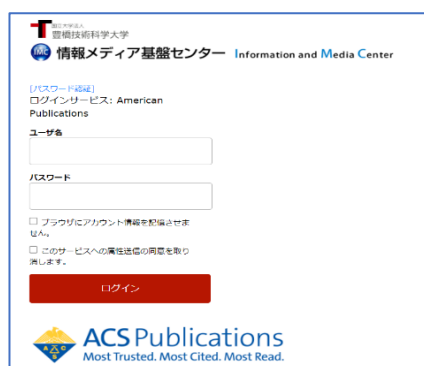 国立大学法人
豊橋技術科学大学
IMC 情報メディア基盤センター Information and Media Center
[パスワード認証]
ログインサービス: American
Publications
ユーザ名
パスワード
ブラウザにアカウント情報を記憶させま
せん。
このサービスへの属性送信の同意を取り
消します。
ログイン
ACS
ACS Publications
Most Trusted. Most Cited. Most Read.